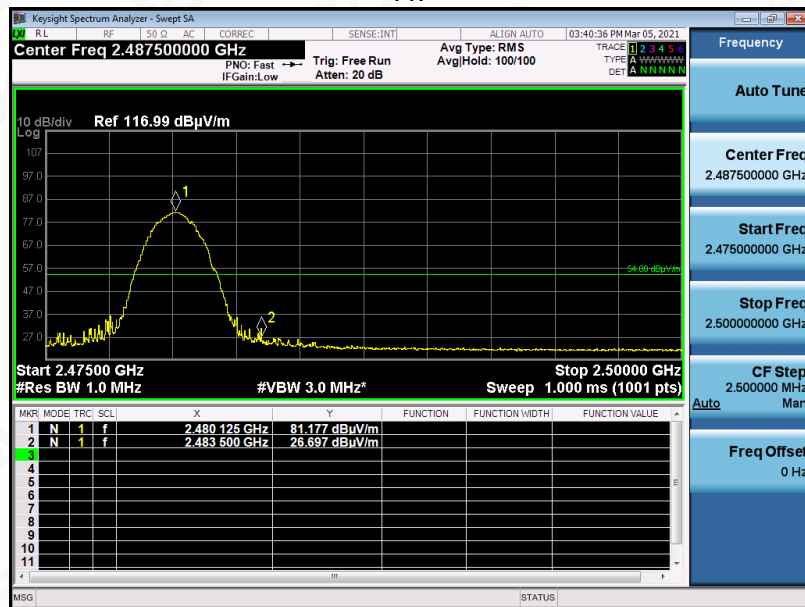 Keysight Spectrum Analyzer - Swept SA
LXI RL RF 50 Ω AC CORREC SENSE:INT ALIGN AUTO 03:40:36 PM Mar 05, 2021
Center Freq 2.487500000 GHz
PNO: Fast
IFGain:Low
Trig: Free Run
Atten: 20 dB
Avg Type: RMS
Avg|Hold: 100/100
TRACE 1 2 3 4 5 6
TYPE A WWWWW
DET A N N N N N
10 dB/div Ref 116.99 dBµV/m
Log
107
97.0
87.0
77.0
67.0
57.0
47.0
37.0
27.0
1
2
54.00 dBµV/m
Start 2.47500 GHz Stop 2.50000 GHz
#Res BW 1.0 MHz #VBW 3.0 MHz* Sweep 1.000 ms (1001 pts)
MKR MODE TRC SCL X Y FUNCTION FUNCTION WIDTH FUNCTION VALUE
1 N 1 f 2.480 125 GHz 81.177 dBµV/m
2 N 1 f 2.483 500 GHz 26.697 dBµV/m
3
4
5
6
7
8
9
10
11
MSG STATUS
Frequency
Auto Tune
Center Freq
2.487500000 GHz
Start Freq
2.475000000 GHz
Stop Freq
2.500000000 GHz
CF Step
2.500000 MHz
Auto Man
Freq Offset
0 Hz